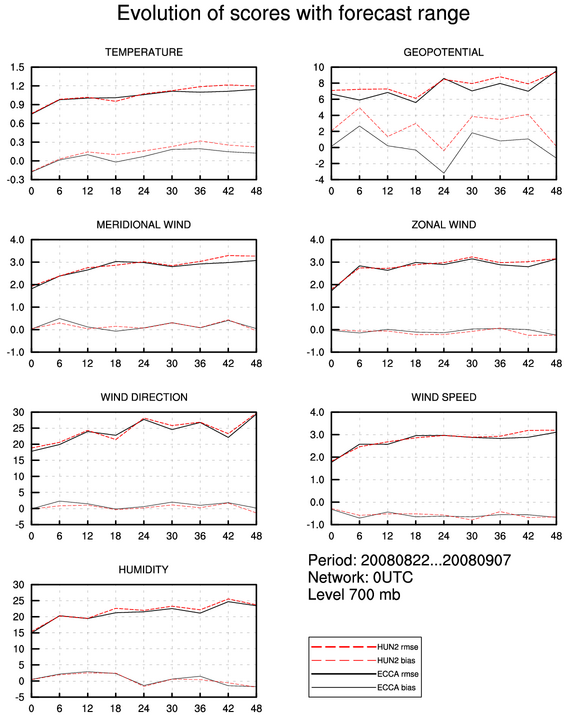 Evolution of scores with forecast range
TEMPERATURE
1.5
1.2
0.9
0.6
0.3
0.0
-0.3
0 6 12 18 24 30 36 42 48
GEOPOTENTIAL
10
8
6
4
2
0
-2
-4
0 6 12 18 24 30 36 42 48
MERIDIONAL WIND
4.0
3.0
2.0
1.0
0.0
-1.0
0 6 12 18 24 30 36 42 48
ZONAL WIND
4.0
3.0
2.0
1.0
0.0
-1.0
0 6 12 18 24 30 36 42 48
WIND DIRECTION
30
25
20
15
10
5
0
-5
0 6 12 18 24 30 36 42 48
WIND SPEED
4.0
3.0
2.0
1.0
0.0
-1.0
0 6 12 18 24 30 36 42 48
HUMIDITY
30
25
20
15
10
5
0
-5
0 6 12 18 24 30 36 42 48
Period: 20080822...20080907
Network: 0UTC
Level 700 mb
HUN2 rmse
HUN2 bias
ECCA rmse
ECCA bias